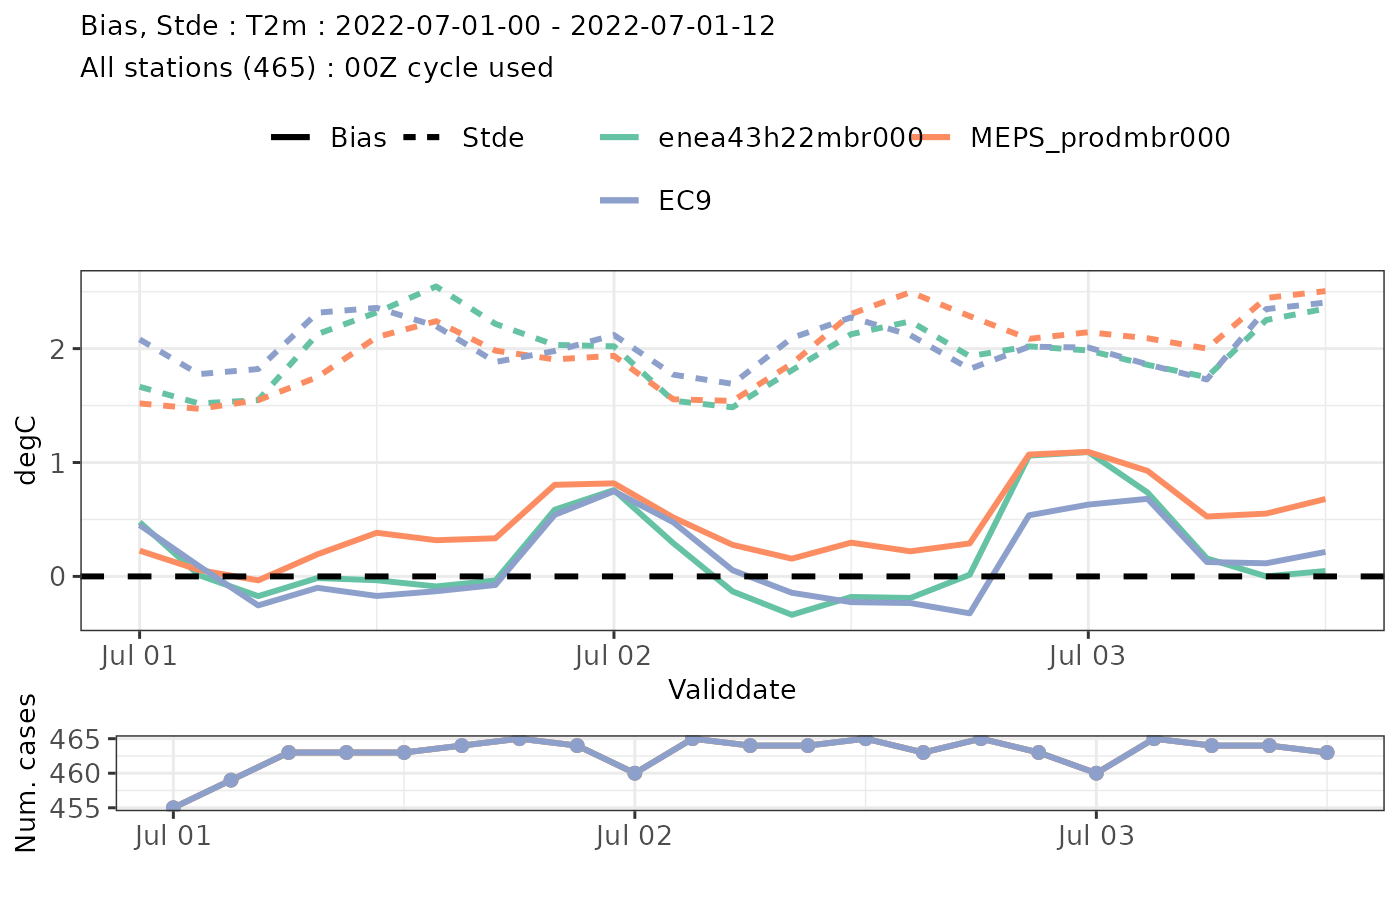 Bias, Stde : T2m : 2022-07-01-00 - 2022-07-01-12
All stations (465) : 00Z cycle used
Bias Stde enea43h22mbr000 MEPS_prodmbr000
EC9
degC
2
1
0
Jul 01 Jul 02 Jul 03
Validdate
Num. cases
465
460
455
Jul 01 Jul 02 Jul 03